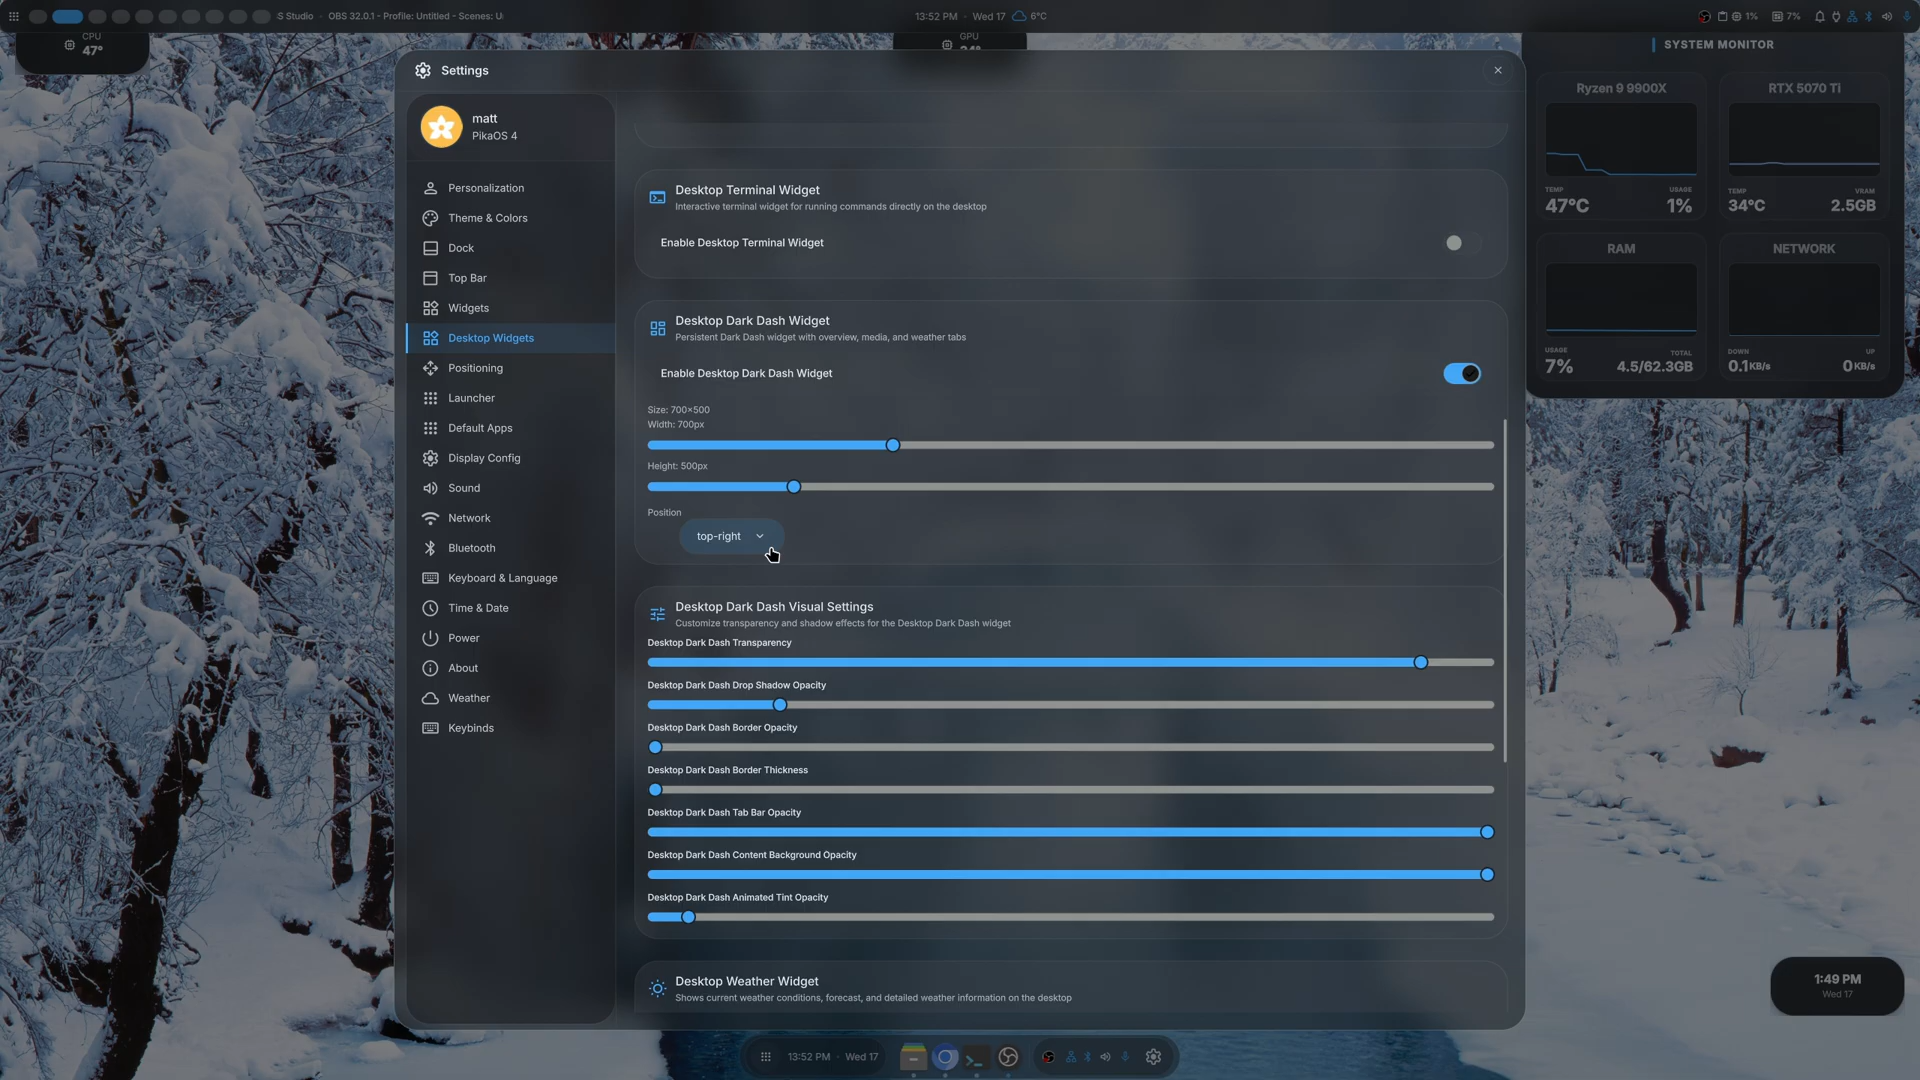 S Studio · OBS 32.0.1 - Profile: Untitled - Scenes: U
13:52 PM · Wed 17 6°C
1% 7%
CPU
47°
GPU
34°
SYSTEM MONITOR
Ryzen 9 9900X
TEMP USAGE
47°C 1%
RTX 5070 Ti
TEMP VRAM
34°C 2.5GB
RAM
USAGE TOTAL
7% 4.5/62.3GB
NETWORK
DOWN UP
0.1KB/s 0KB/s
Settings
matt
PikaOS 4
Personalization
Theme & Colors
Dock
Top Bar
Widgets
Desktop Widgets
Positioning
Launcher
Default Apps
Display Config
Sound
Network
Bluetooth
Keyboard & Language
Time & Date
Power
About
Weather
Keybinds
Desktop Terminal Widget
Interactive terminal widget for running commands directly on the desktop
Enable Desktop Terminal Widget
Desktop Dark Dash Widget
Persistent Dark Dash widget with overview, media, and weather tabs
Enable Desktop Dark Dash Widget
Size: 700×500
Width: 700px
Height: 500px
Position
top-right
Desktop Dark Dash Visual Settings
Customize transparency and shadow effects for the Desktop Dark Dash widget
Desktop Dark Dash Transparency
Desktop Dark Dash Drop Shadow Opacity
Desktop Dark Dash Border Opacity
Desktop Dark Dash Border Thickness
Desktop Dark Dash Tab Bar Opacity
Desktop Dark Dash Content Background Opacity
Desktop Dark Dash Animated Tint Opacity
Desktop Weather Widget
Shows current weather conditions, forecast, and detailed weather information on the desktop
1:49 PM
Wed 17
13:52 PM · Wed 17